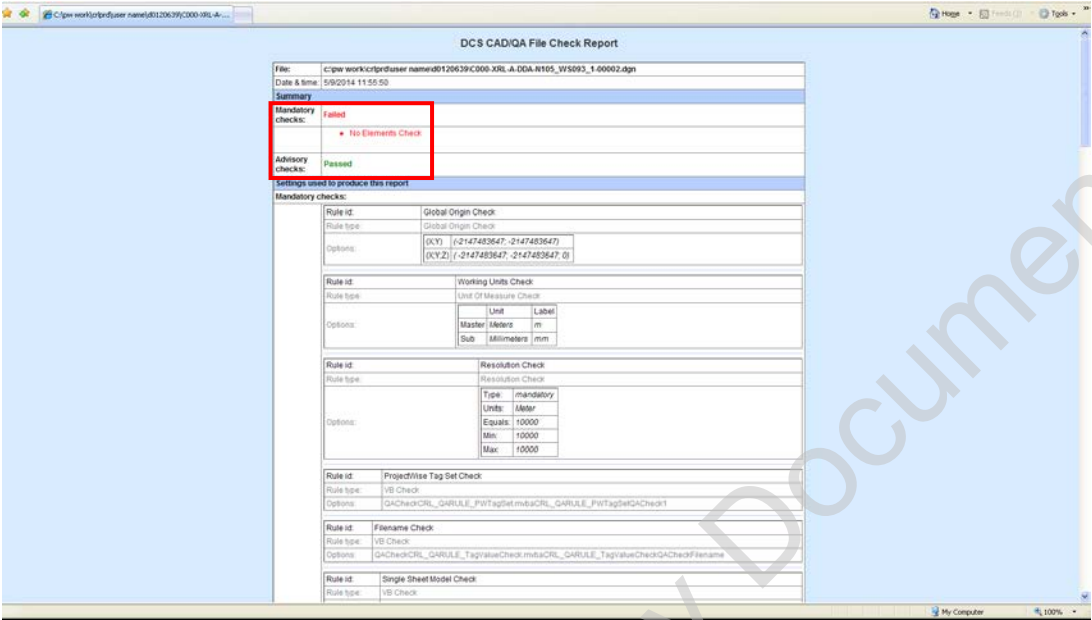 C:\pw work\crlprd\user name\d0120639\C000-XRL-A-...
Home
Feeds (J)
Tools
DCS CAD/QA File Check Report
File: c:\pw work\crlprd\user name\d0120639\C000-XRL-A-DDA-N105_WS093_1-00002.dgn
Date & time: 5/9/2014 11:55:50
Summary
Mandatory checks: Failed
No Elements Check
Advisory checks: Passed
Settings used to produce this report
Mandatory checks:
Rule id: Global Origin Check
Rule type: Global Origin Check
Options: (X;Y) (-2147483647; -2147483647)
(X;Y;Z) (-2147483647; -2147483647; 0)
Rule id: Working Units Check
Rule type: Unit Of Measure Check
Unit Label
Options: Master Meters m
Sub Millimeters mm
Rule id: Resolution Check
Rule type: Resolution Check
Type: mandatory
Units: Meter
Options: Equals: 10000
Min: 10000
Max: 10000
Rule id: ProjectWise Tag Set Check
Rule type: VB Check
Options: QACheckCRL_QARULE_PWTagSet.mvbaCRL_QARULE_PWTagSetQACheck1
Rule id: Filename Check
Rule type: VB Check
Options: QACheckCRL_QARULE_TagValueCheck.mvbaCRL_QARULE_TagValueCheckQACheckFilename
Rule id: Single Sheet Model Check
Rule type: VB Check
My Computer
100%
y Documen